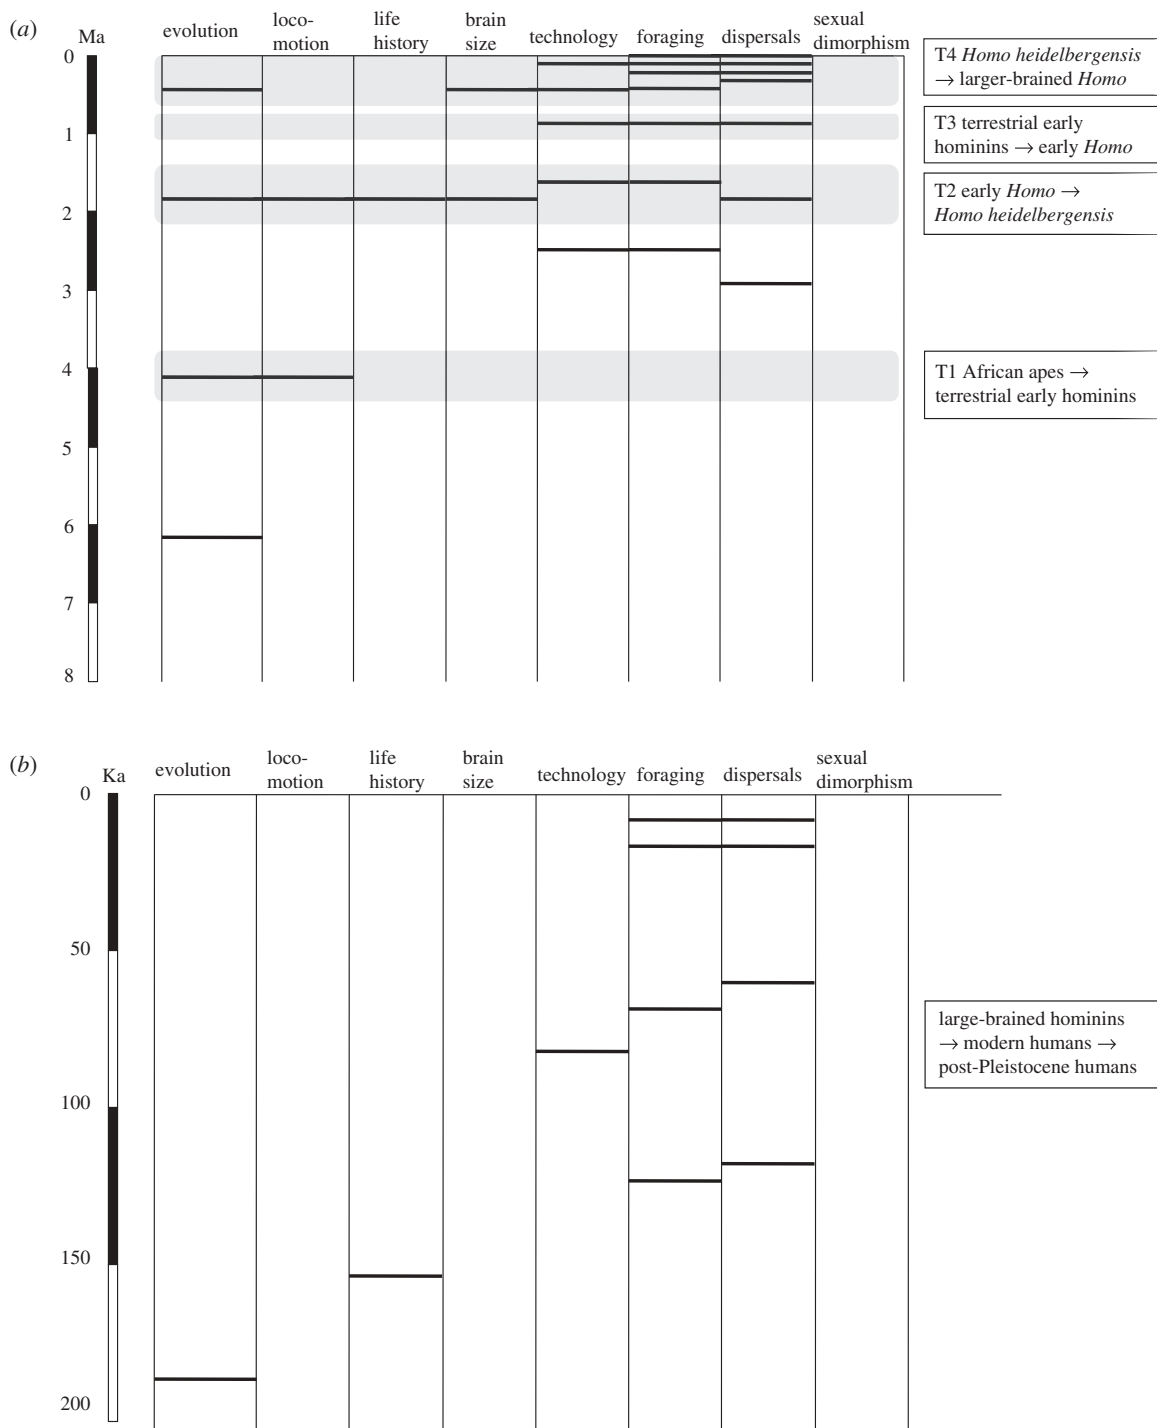 (a)
Ma
evolution
loco-
motion
life
history
brain
size
technology
foraging
dispersals
sexual
dimorphism
0
1
2
3
4
5
6
7
8
T4 Homo heidelbergensis
→ larger-brained Homo
T3 terrestrial early
hominins → early Homo
T2 early Homo →
Homo heidelbergensis
T1 African apes →
terrestrial early hominins
(b)
Ka
evolution
loco-
motion
life
history
brain
size
technology
foraging
dispersals
sexual
dimorphism
0
50
100
150
200
large-brained hominins
→ modern humans →
post-Pleistocene humans